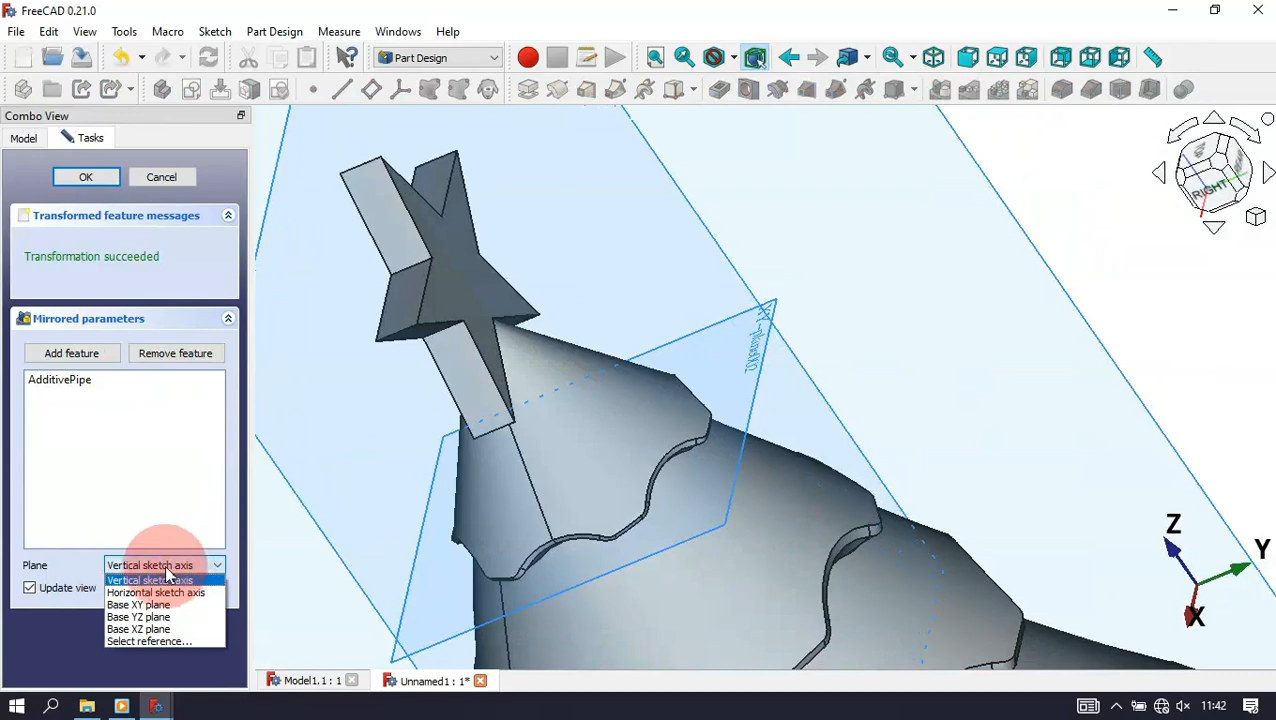 FreeCAD 0.21.0
File Edit View Tools Macro Sketch Part Design Measure Windows Help
Part Design
Combo View
Model Tasks
OK Cancel
Transformed feature messages
Transformation succeeded
Mirrored parameters
Add feature Remove feature
AdditivePipe
Plane Vertical sketch axis
Vertical sketch axis
Update view
Horizontal sketch axis
Base XY plane
Base YZ plane
Base XZ plane
Select reference...
RIGHT
Z
Y
X
Model1.1 : 1 Unnamed1 : 1*
11:42